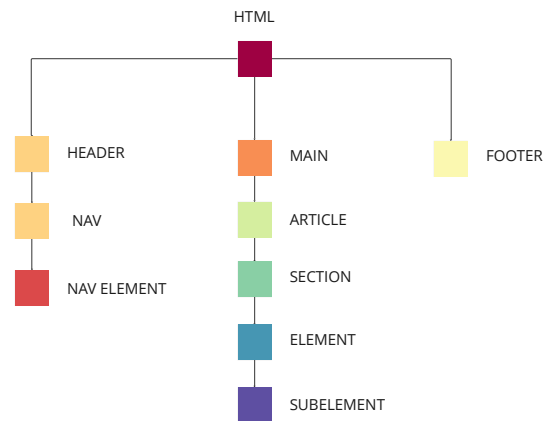 HTML
HEADER
MAIN
FOOTER
NAV
ARTICLE
NAV ELEMENT
SECTION
ELEMENT
SUBELEMENT